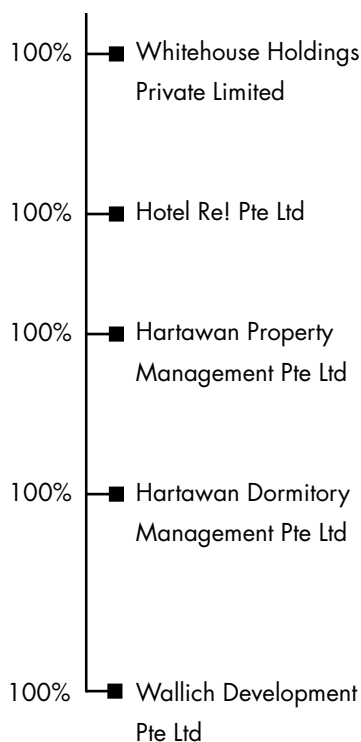 100% Whitehouse Holdings
Private Limited
100% Hotel Re! Pte Ltd
100% Hartawan Property
Management Pte Ltd
100% Hartawan Dormitory
Management Pte Ltd
100% Wallich Development
Pte Ltd